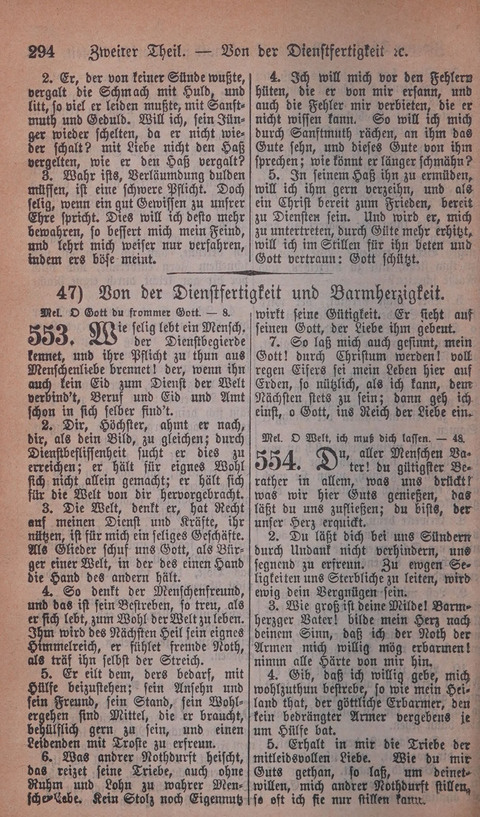 294 Zweiter Theil. — Von der Dienstfertigkeit ꝛc.
2. Er, der von keiner Sünde wußte,
vergalt die Schmach mit Huld, und
litt, so viel er leiden mußte, mit Sanft-
muth und Geduld. Will ich, sein Jün-
ger wieder schelten, da er nicht wie-
der schalt? mit Liebe nicht den Haß
vergelten, wie er den Haß vergalt?
3. Wahr ists, Verläumdung dulden
müssen, ist eine schwere Pflicht. Doch
selig, wenn ein gut Gewissen zu unsrer
Ehre spricht. Dies will ich desto mehr
bewahren, so bessert mich mein Feind,
und lehrt mich weiser nur verfahren,
indem ers böse meint.
4. Ich will mich vor den Fehlern
hüten, die er von mir ersann, und
auch die Fehler mir verbieten, die er
nicht wissen kann. So will ich mich
durch Sanftmuth rächen, an ihm das
Gute sehn, und dieses Gute von ihm
sprechen; wie könnt er länger schmähn?
5. In seinem Haß ihn zu ermüden,
will ich ihm gern verzeihn, und als
ein Christ bereit zum Frieden, bereit
zu Diensten sein. Und wird er, mich
zu untertreten, durch Güte mehr erhitzt,
will ich im Stillen für ihn beten und
Gott vertraun: Gott schützt.
47) Von der Dienstfertigkeit und Barmherzigkeit.
Mel. O Gott du frommer Gott. — 8.
553. Wie selig lebt ein Mensch,
der Dienstbegierde
kennet, und ihre Pflicht zu thun aus
Menschenliebe brennet! der, wenn ihn
auch kein Eid zum Dienst der Welt
verbind't, Beruf und Eid und Amt
schon in sich selber find't.
2. Dir, Höchster, ahmt er nach,
dir, als dein Bild, zu gleichen; durch
Dienstbeflissenheit sucht er dies zu
erreichen; er hält für eignes Wohl
sich nicht allein gemacht; er hält sich
für die Welt von dir hervorgebracht.
3. Die Welt, denkt er, hat Recht
auf meinen Dienst und Kräfte, ihr
nützen, ist für mich ein seliges Geschäfte.
Als Glieder schuf uns Gott, als Bür-
ger einer Welt, in der des einen Hand
die Hand des andern hält.
4. So denkt der Menschenfreund,
und das ist sein Bestreben, so treu, als
er sich lebt, zum Wohl der Welt zu leben.
Ihm wird des Nächsten Heil sein eignes
Himmelreich, er fühlet fremde Noth,
als träf ihn selbst der Streich.
5. Er eilt dem, ders bedarf, mit
Hülfe beizustehen; sein Ansehn und
sein Freund, sein Stand, sein Wohl-
ergehen sind Mittel, die er braucht,
behülflich gern zu sein, und einen
Leidenden mit Troste zu erfreun.
6. Was andrer Nothdurft heischt,
das reizet seine Triebe, auch ohne
Ruhm und Lohn zu wahrer Men-
schenliebe. Kein Stolz noch Eigennutz
wirkt seine Gütigkeit. Er sieht auf
seinen Gott, der Liebe ihm gebeut.
7. So laß mich auch gesinnt, mein
Gott! durch Christum werden! voll
regen Eifers sei mein Leben hier auf
Erden, so nützlich, als ich kann, dem
Nächsten stets zu sein; dann geh ich
einst, o Gott, ins Reich der Liebe ein.
Mel. O Welt, ich muß dich lassen. — 48.
554. Du, aller Menschen Va-
ter! du gütigster Be-
rather in allem, was uns drückt!
was wir hier Guts genießen, das
läßt du uns zufließen; du bists, der
unser Herz erquickt.
2. Du läßt dich bei uns Sündern
durch Undank nicht verhindern, uns
segnend zu erfreun. Zu ewgen Se-
ligkeiten uns Sterbliche zu leiten, wird
ewig dein Vergnügen sein.
3. Wie groß ist deine Milde! Barm-
herzger Vater! bilde mein Herz nach
deinem Sinn, daß ich der Noth der
Armen mich willig mög erbarmen!
nimm alle Härte von mir hin.
4. Gib, daß ich willig gebe, mich
wohlzuthun bestrebe, so wie mein Hei-
land that, der göttliche Erbarmer, den
kein bedrängter Armer vergebens je
um Hülfe bat.
5. Erhalt in mir die Triebe der
mitleidsvollen Liebe. Wie du mir
Guts gethan, so laß, um deinet-
willen, mich andrer Nothdurft stillen,
so oft ich sie nur stillen kann.